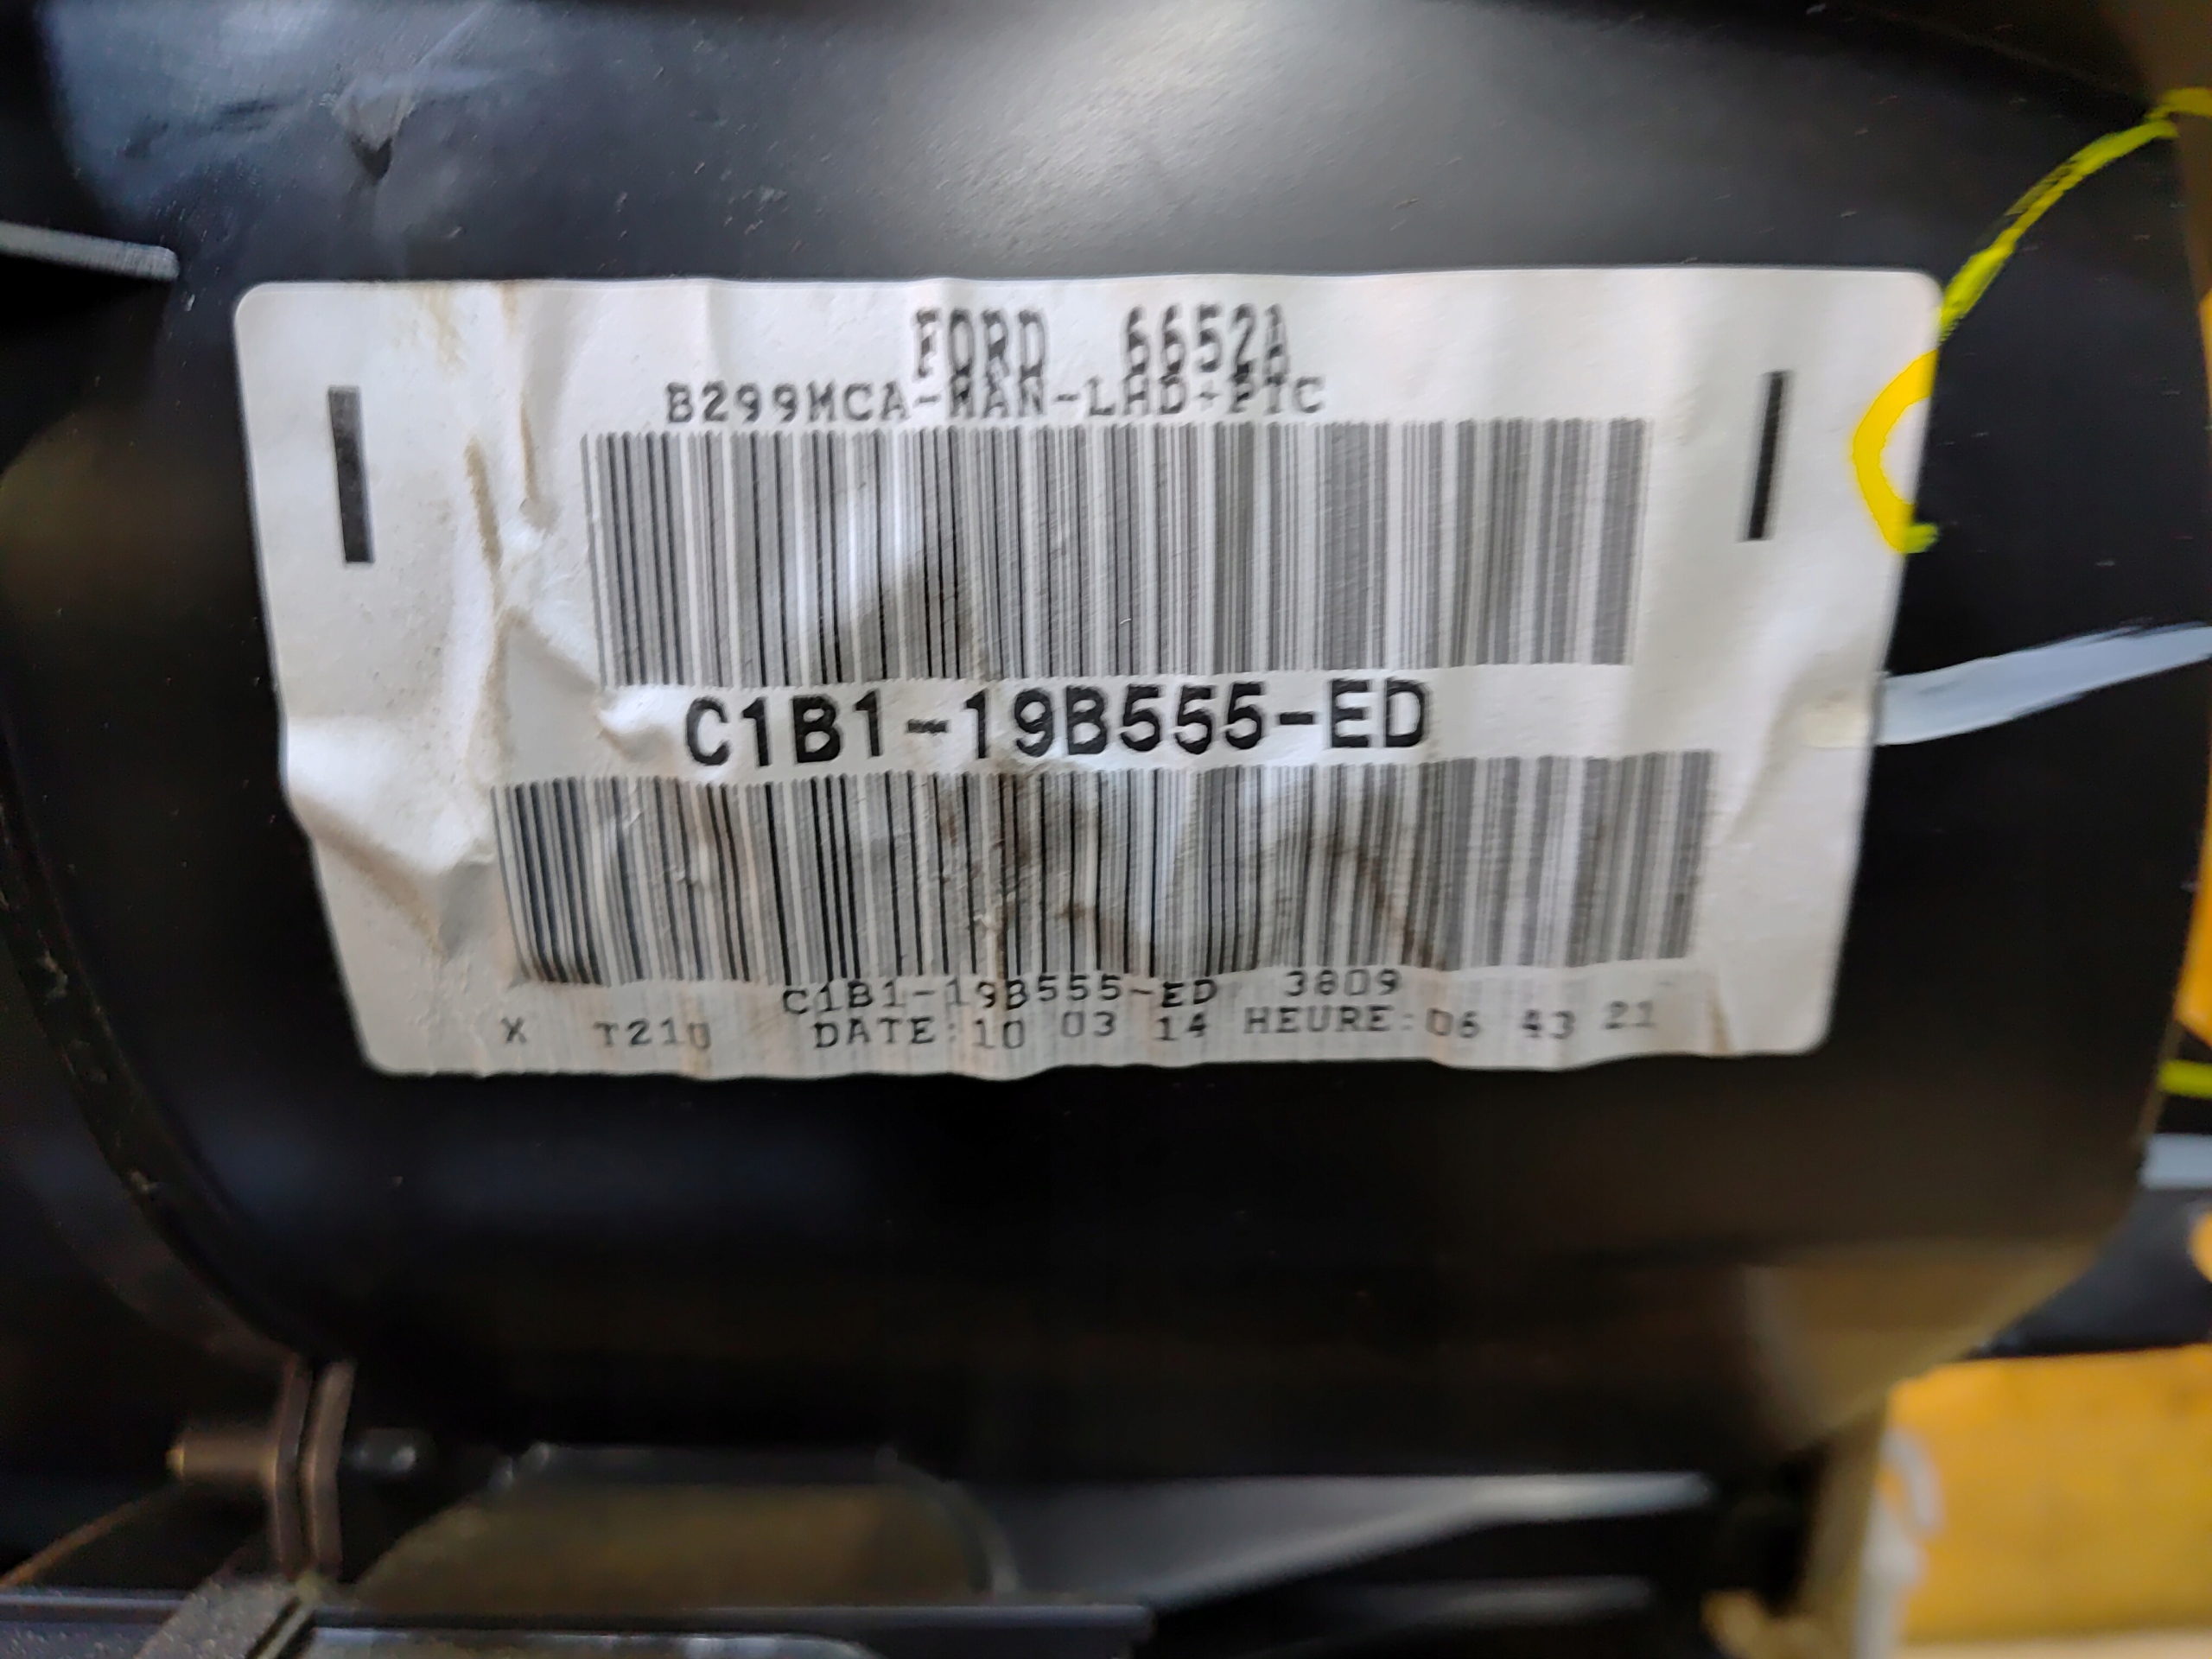 FORD 6652A
B299MCA-MAN-LHD+PTC
C1B1-19B555-ED
C1B1-19B555-ED 3809
X T210 DATE:10 03 14 HEURE:06 43 21